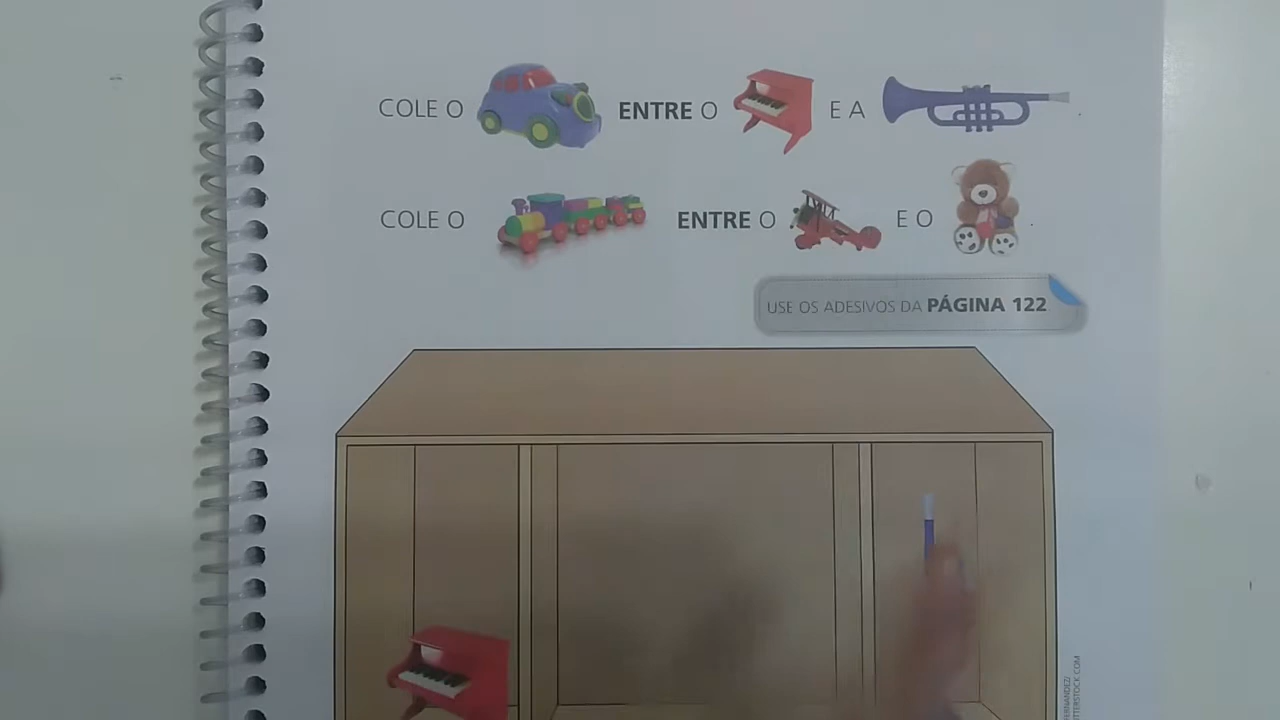 COLE O ENTRE O E A
COLE O ENTRE O E O .
USE OS ADESIVOS DA PÁGINA 122